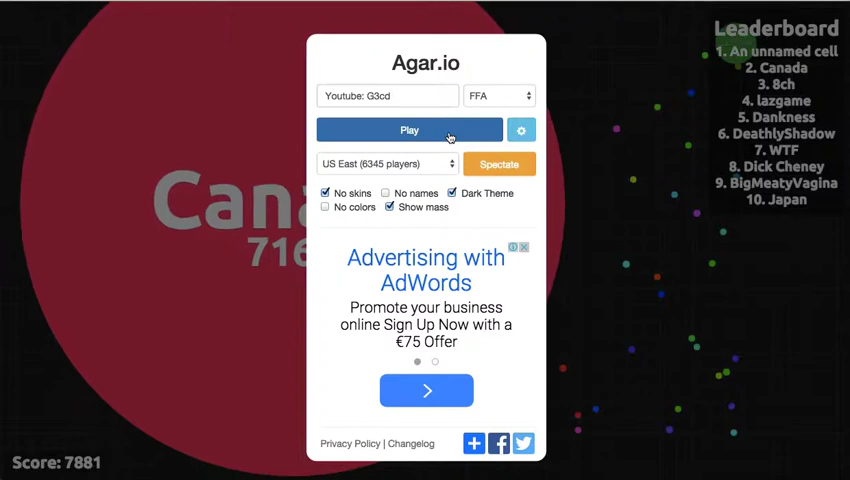 Leaderboard
1. An unnamed cell
2. Canada
3. 8ch
4. lazgame
5. Dankness
6. DeathlyShadow
7. WTF
8. Dick Cheney
9. BigMeatyVagina
10. Japan
Agar.io
Youtube: G3cd
FFA
Play
US East (6345 players)
Spectate
No skins
No names
Dark Theme
No colors
Show mass
Advertising with
AdWords
Promote your business
online Sign Up Now with a
€75 Offer
Privacy Policy | Changelog
Cana
716
Score: 7881